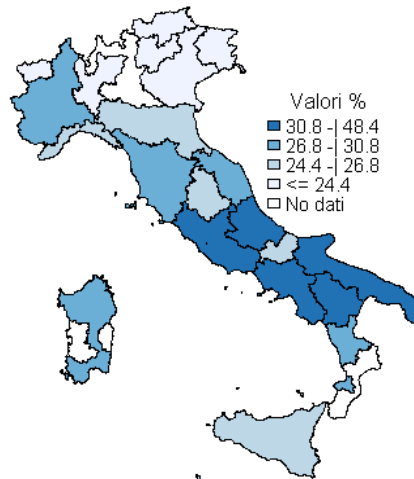 Valori %
30.8 -| 48.4
26.8 -| 30.8
24.4 -| 26.8
<= 24.4
No dati